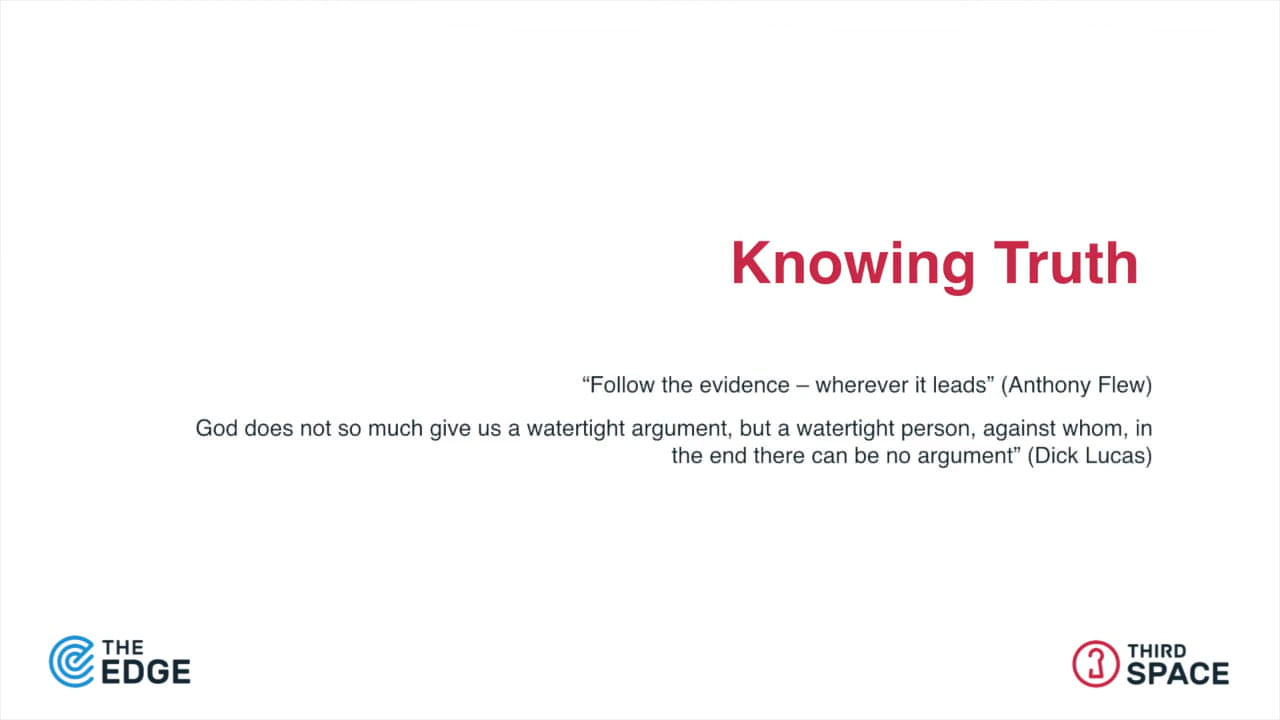 Knowing Truth
“Follow the evidence – wherever it leads” (Anthony Flew)
God does not so much give us a watertight argument, but a watertight person, against whom, in
the end there can be no argument” (Dick Lucas)
THE
EDGE
THIRD
SPACE